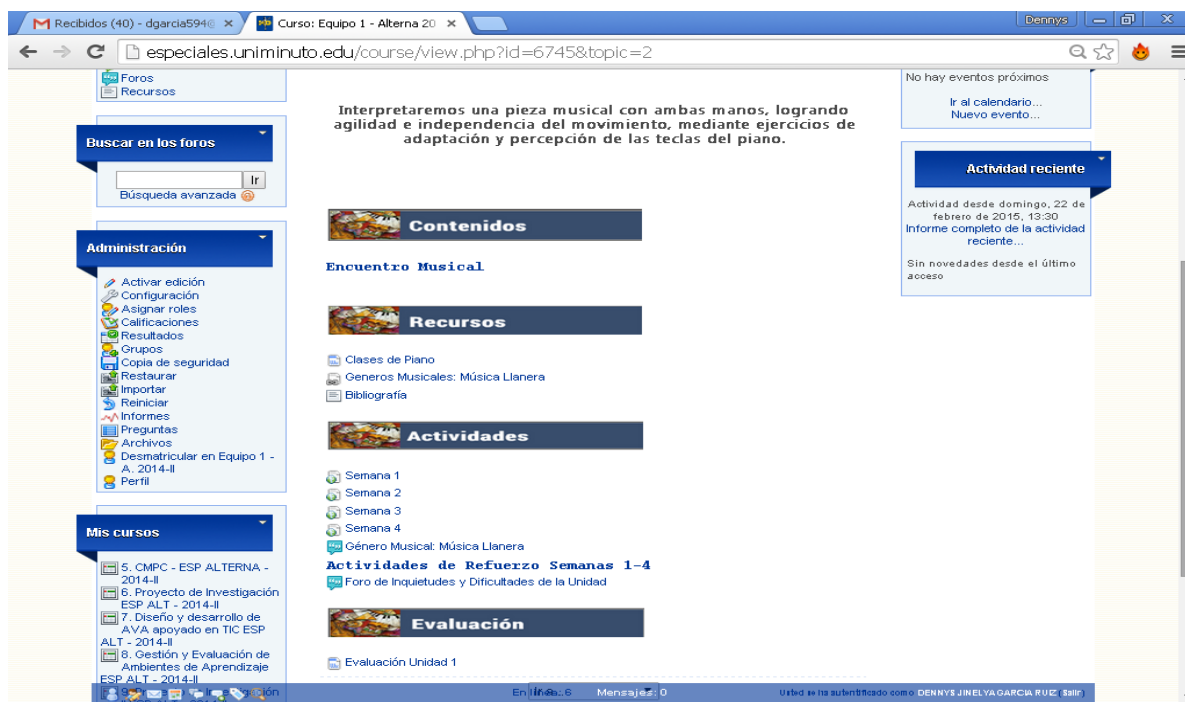 Recibidos (40) - dgarcia594@
Curso: Equipo 1 - Alterna 20
Dennys
especiales.uniminuto.edu/course/view.php?id=6745&topic=2
Foros
Recursos
Buscar en los foros
Ir
Búsqueda avanzada
Administración
Activar edición
Configuración
Asignar roles
Calificaciones
Resultados
Grupos
Copia de seguridad
Restaurar
Importar
Reiniciar
Informes
Preguntas
Archivos
Desmatricular en Equipo 1 -
A. 2014-II
Perfil
Mis cursos
5. CMPC - ESP ALTERNA -
2014-II
6. Proyecto de Investigación
ESP ALT - 2014-II
7. Diseño y desarrollo de
AVA apoyado en TIC ESP
ALT - 2014-II
8. Gestión y Evaluación de
Ambientes de Aprendizaje
ESP ALT - 2014-II
Interpretaremos una pieza musical con ambas manos, logrando
agilidad e independencia del movimiento, mediante ejercicios de
adaptación y percepción de las teclas del piano.
Contenidos
Encuentro Musical
Recursos
Clases de Piano
Generos Musicales: Música Llanera
Bibliografía
Actividades
Semana 1
Semana 2
Semana 3
Semana 4
Género Musical: Música Llanera
Actividades de Refuerzo Semanas 1-4
Foro de Inquietudes y Dificultades de la Unidad
Evaluación
Evaluación Unidad 1
No hay eventos próximos
Ir al calendario...
Nuevo evento...
Actividad reciente
Actividad desde domingo, 22 de
febrero de 2015, 13:30
Informe completo de la actividad
reciente...
Sin novedades desde el último
acceso
Mensajes: 0
Usted se ha autentificado como DENNYS JINELYA GARCIA RUIZ (Salir)